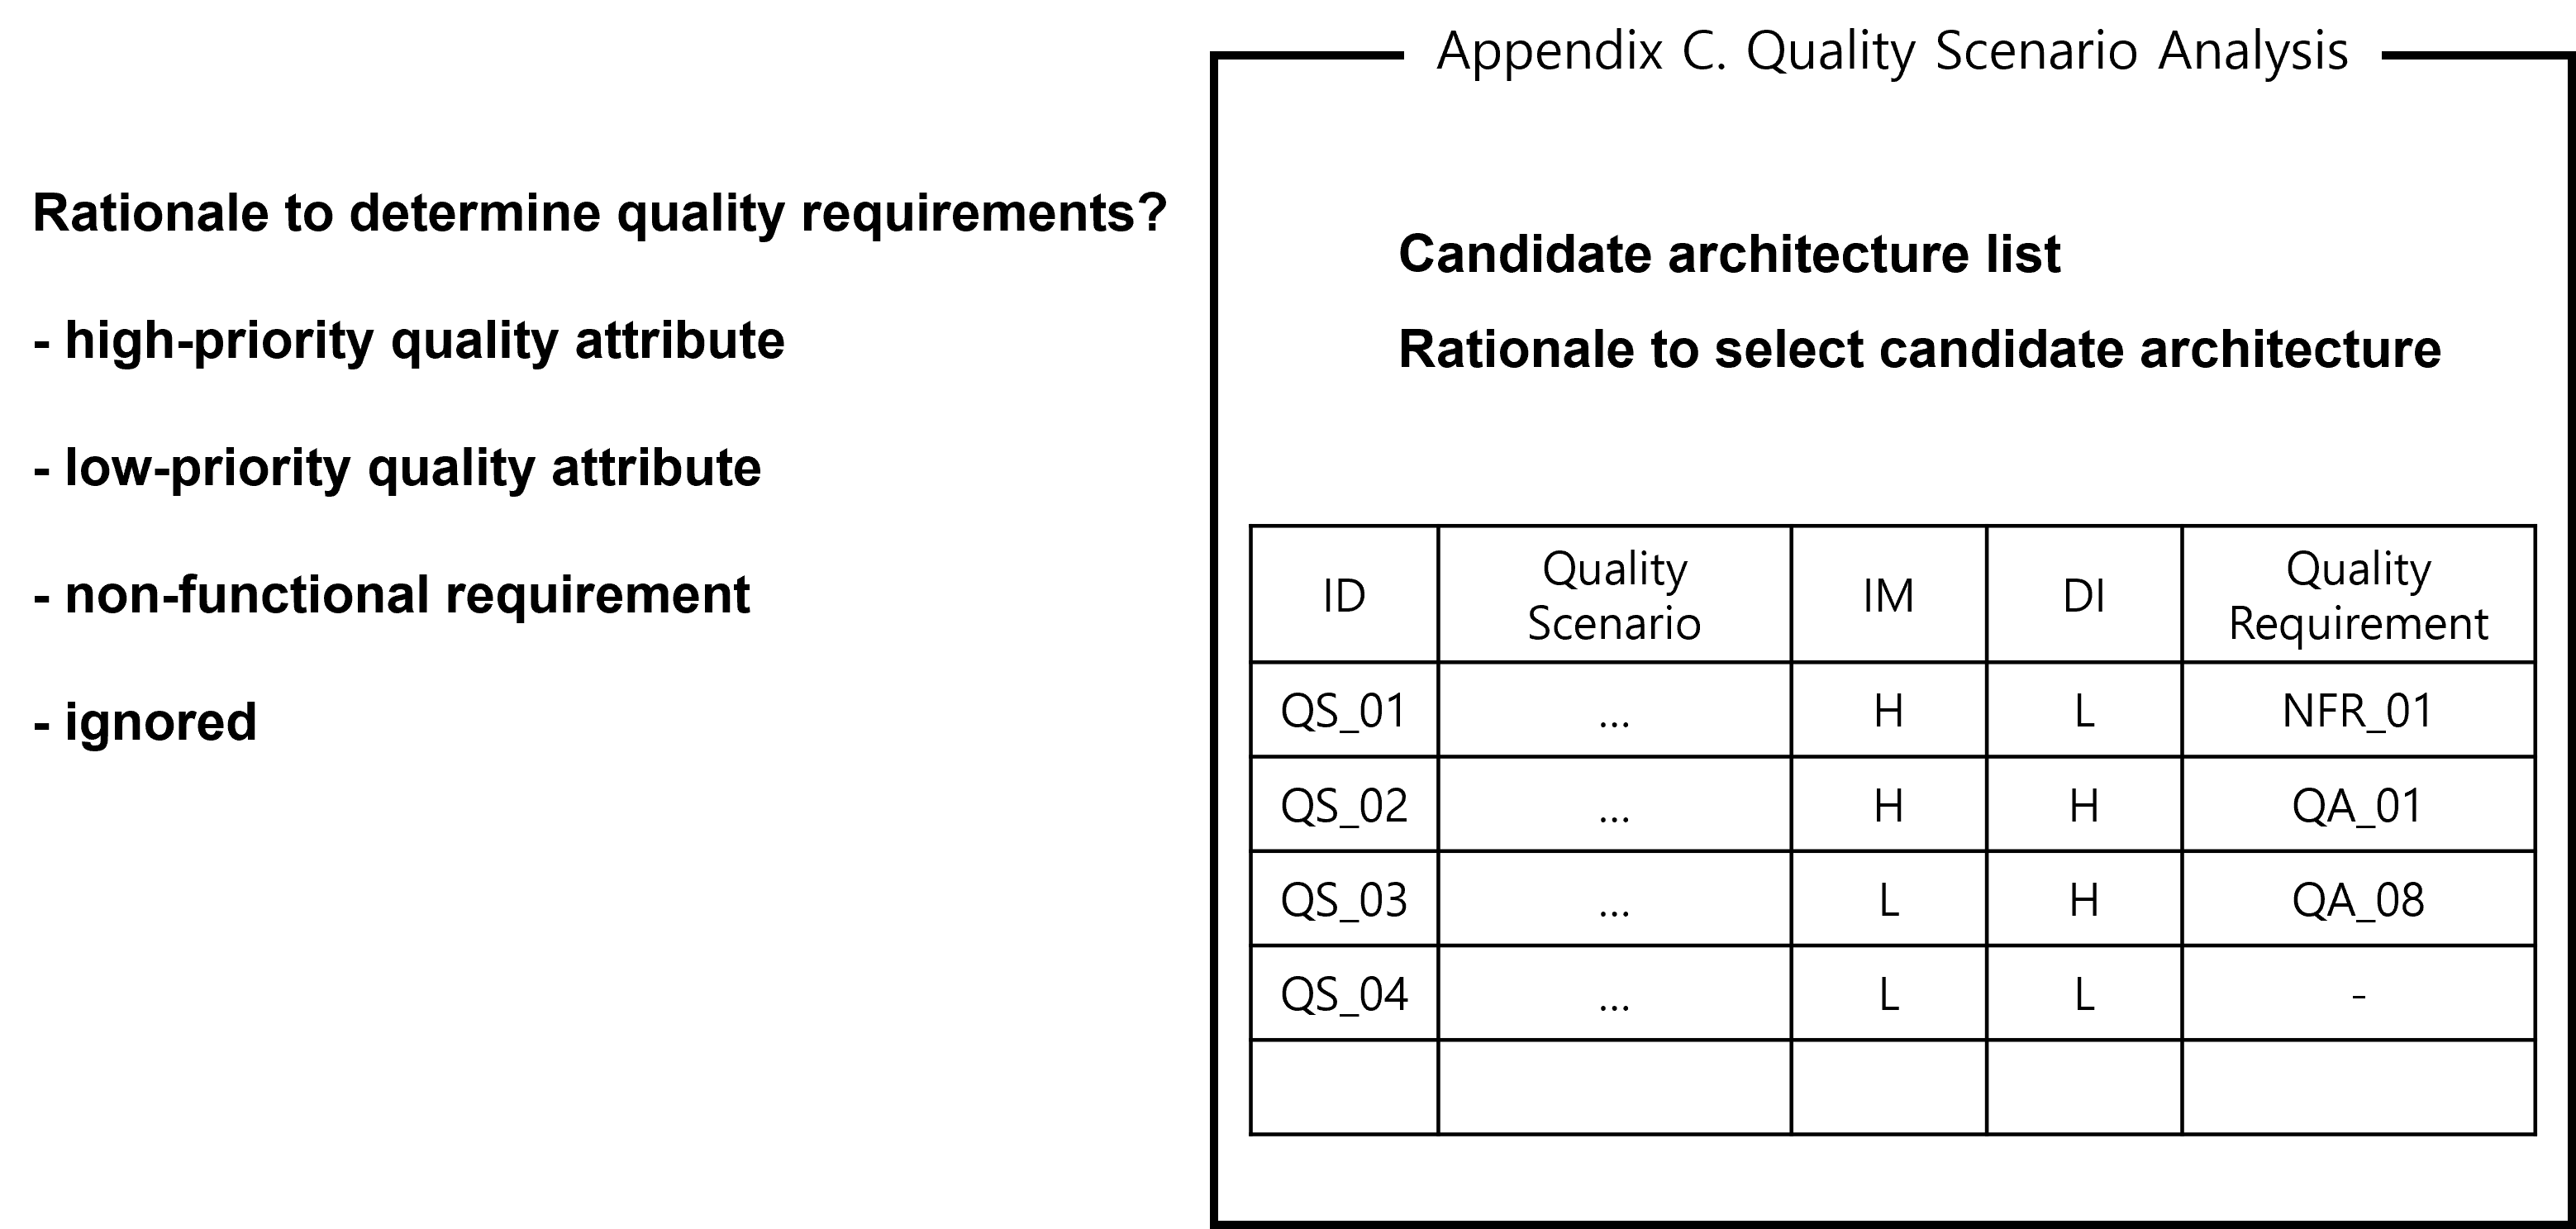 Appendix C. Quality Scenario Analysis
Rationale to determine quality requirements?
- high-priority quality attribute
- low-priority quality attribute
- non-functional requirement
- ignored
Candidate architecture list
Rationale to select candidate architecture
ID Quality Scenario IM DI Quality Requirement
QS_01 ... H L NFR_01
QS_02 ... H H QA_01
QS_03 ... L H QA_08
QS_04 ... L L -